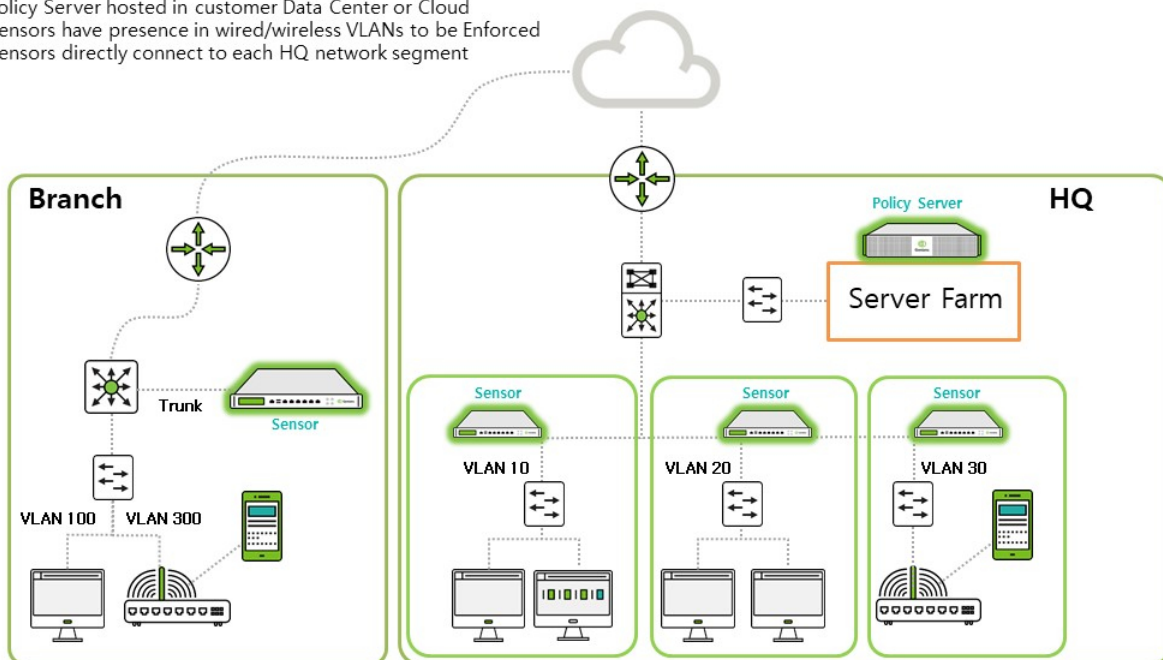 olicy Server hosted in customer Data Center or Cloud
ensors have presence in wired/wireless VLANs to be Enforced
ensors directly connect to each HQ network segment
Branch
HQ
Policy Server
Server Farm
Trunk
Sensor
Sensor
Sensor
Sensor
VLAN 10
VLAN 20
VLAN 30
VLAN 100
VLAN 300